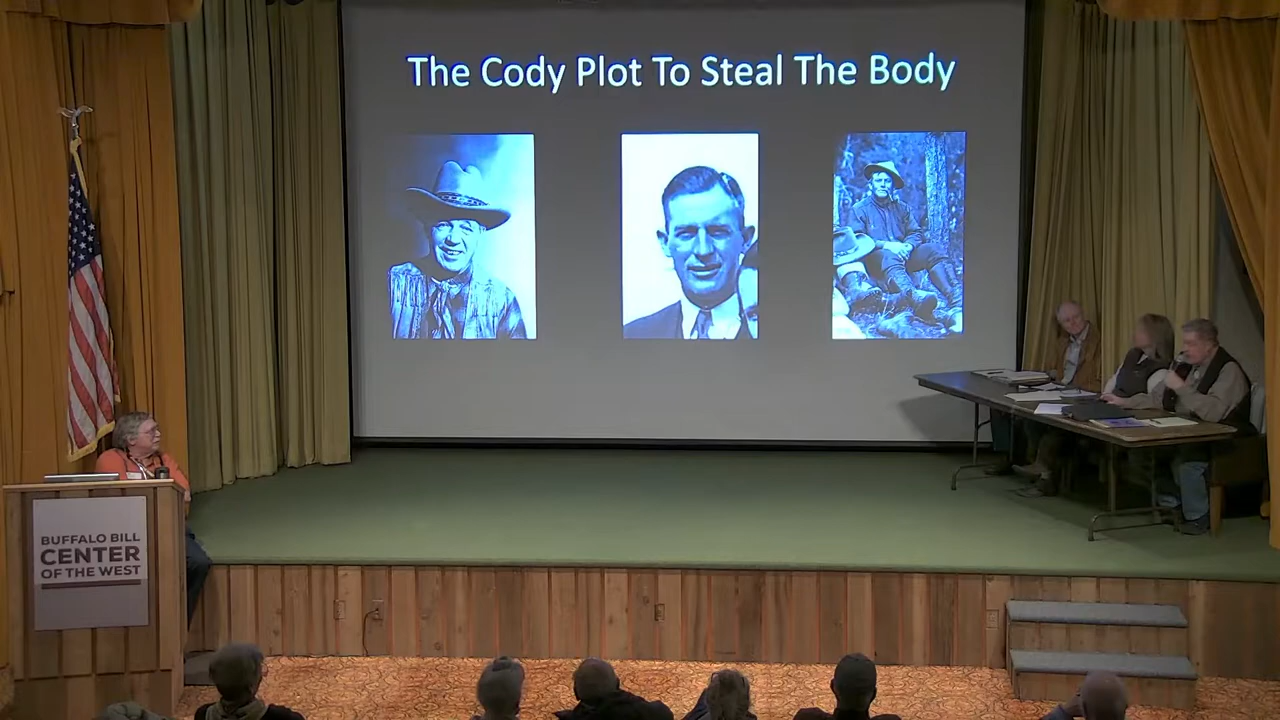 The Cody Plot To Steal The Body
BUFFALO BILL
CENTER
OF THE WEST